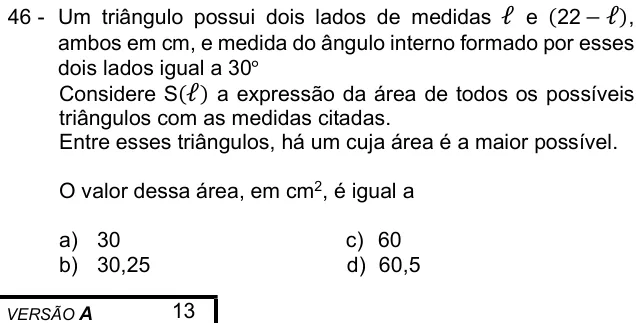 46 - Um triângulo possui dois lados de medidas ℓ e (22 – ℓ),
ambos em cm, e medida do ângulo interno formado por esses
dois lados igual a 30º
Considere S(ℓ) a expressão da área de todos os possíveis
triângulos com as medidas citadas.
Entre esses triângulos, há um cuja área é a maior possível.
O valor dessa área, em cm², é igual a
a) 30 c) 60
b) 30,25 d) 60,5
VERSÃO A 13